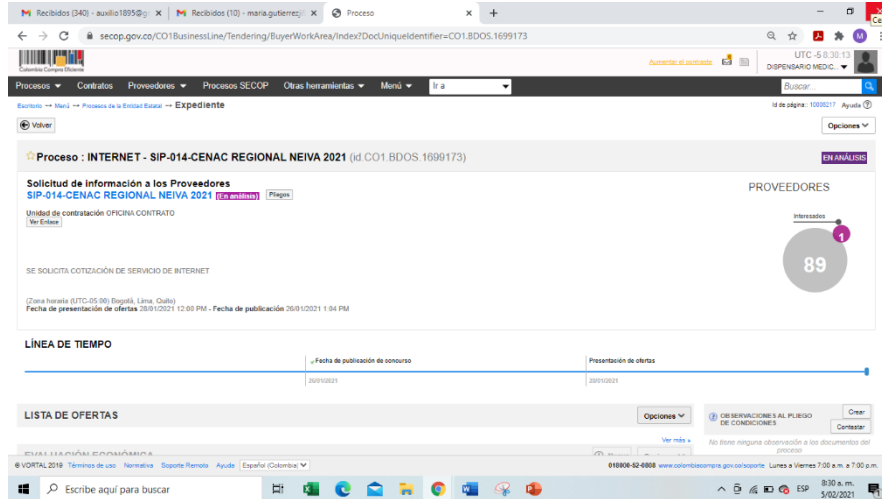 Recibidos (340) - auxilio1895@g
Recibidos (10) - maria.gutierrezj
Proceso
secop.gov.co/CO1BusinessLine/Tendering/BuyerWorkArea/Index?DocUniqueIdentifier=CO1.BDOS.1699173
M
Colombia Compra Eficiente
Aumentar el contraste
UTC -5 8:30:13
DISPENSARIO MEDIC...
Procesos Contratos Proveedores Procesos SECOP Otras herramientas Menú Ir a Buscar...
Escritorio → Menú → Procesos de la Entidad Estatal → Expediente
Id de página: 10008217 Ayuda
Volver
Opciones
Proceso : INTERNET - SIP-014-CENAC REGIONAL NEIVA 2021 (id.CO1.BDOS.1699173)
EN ANÁLISIS
Solicitud de información a los Proveedores
SIP-014-CENAC REGIONAL NEIVA 2021 (En análisis) Pliegos
Unidad de contratación OFICINA CONTRATO
Ver Enlace
PROVEEDORES
Interesados
1
89
SE SOLICITA COTIZACIÓN DE SERVICIO DE INTERNET
(Zona horaria (UTC-05:00) Bogotá, Lima, Quito)
Fecha de presentación de ofertas 28/01/2021 12:00 PM - Fecha de publicación 26/01/2021 1:04 PM
LÍNEA DE TIEMPO
Fecha de publicación de concurso
Presentación de ofertas
26/01/2021
28/01/2021
LISTA DE OFERTAS
Opciones
Ver más »
OBSERVACIONES AL PLIEGO DE CONDICIONES
Crear
Contestar
No tiene ninguna observación a los documentos del proceso
EVALUACIÓN ECONÓMICA
© VORTAL 2019 Términos de uso Normativa Soporte Remoto Ayuda Español (Colombia)
018000-52-0808 www.colombiacompra.gov.co/soporte Lunes a Viernes 7:00 a.m. a 7:00 p.m.
Escribe aquí para buscar
ESP
8:30 a. m.
5/02/2021